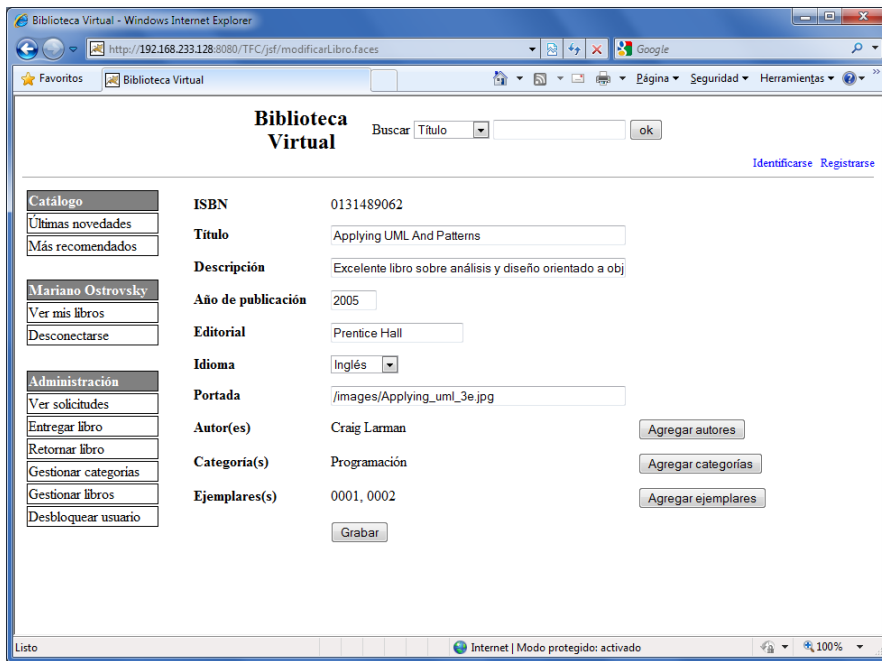 Biblioteca Virtual - Windows Internet Explorer
http://192.168.233.128:8080/TFC/jsf/modificarLibro.faces
Google
Favoritos
Biblioteca Virtual
Página
Seguridad
Herramientas
Biblioteca
Virtual
Buscar
Título
ok
Identificarse Registrarse
Catálogo
Últimas novedades
Más recomendados
Mariano Ostrovsky
Ver mis libros
Desconectarse
Administración
Ver solicitudes
Entregar libro
Retornar libro
Gestionar categorias
Gestionar libros
Desbloquear usuario
ISBN 0131489062
Título Applying UML And Patterns
Descripción Excelente libro sobre análisis y diseño orientado a obj
Año de publicación 2005
Editorial Prentice Hall
Idioma Inglés
Portada /images/Applying_uml_3e.jpg
Autor(es) Craig Larman Agregar autores
Categoría(s) Programación Agregar categorías
Ejemplares(s) 0001, 0002 Agregar ejemplares
Grabar
Listo
Internet | Modo protegido: activado
100%